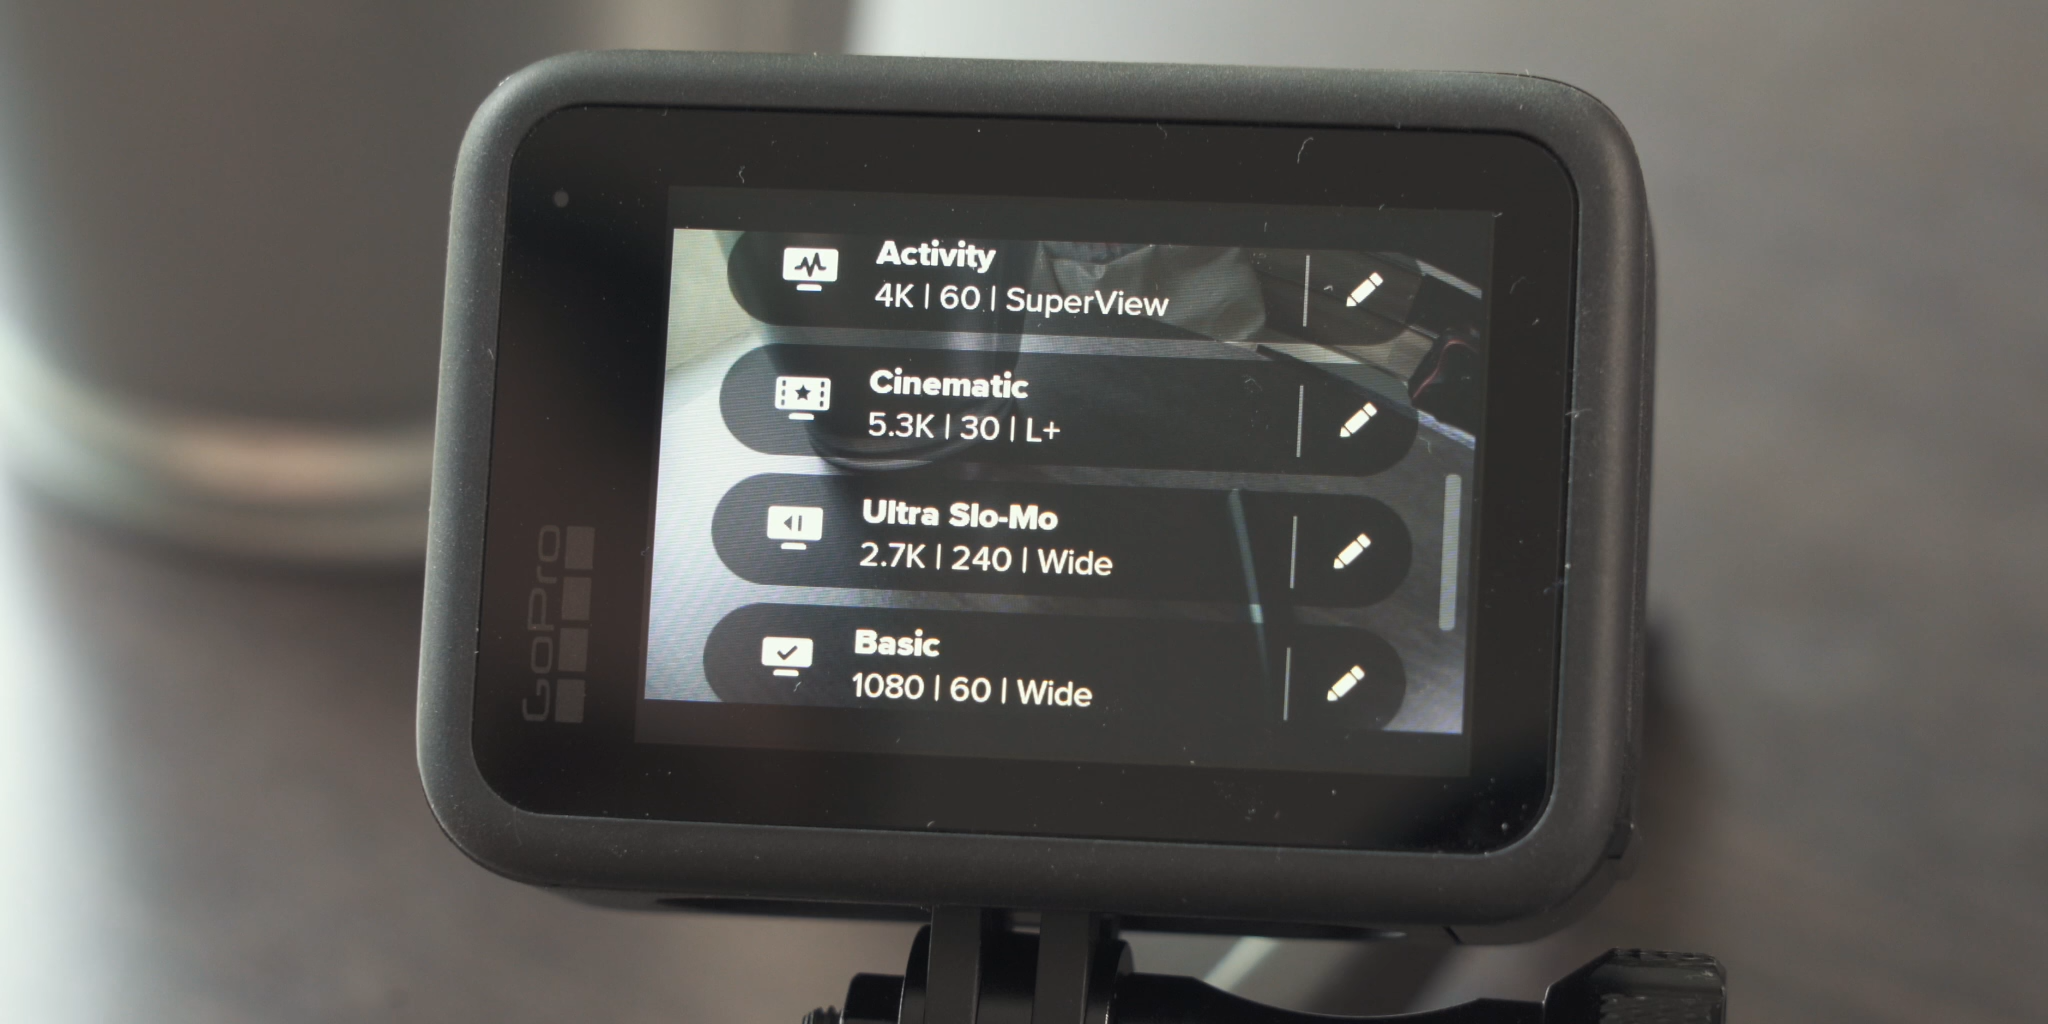 Activity
4K | 60 | SuperView
Cinematic
5.3K | 30 | L+
Ultra Slo-Mo
2.7K | 240 | Wide
Basic
1080 | 60 | Wide
GoPro